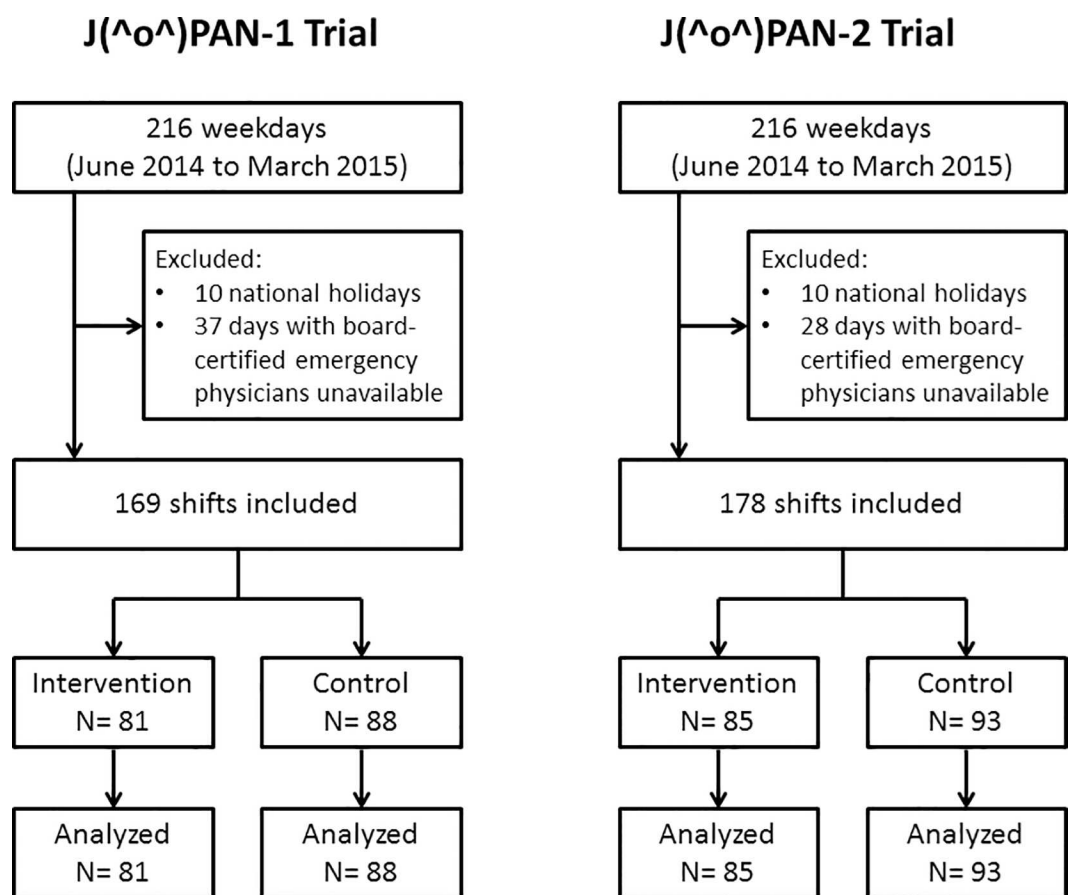 J(^o^)PAN-1 Trial
216 weekdays
(June 2014 to March 2015)
Excluded:
• 10 national holidays
• 37 days with board-
certified emergency
physicians unavailable
169 shifts included
Intervention
N= 81
Control
N= 88
Analyzed
N= 81
Analyzed
N= 88
J(^o^)PAN-2 Trial
216 weekdays
(June 2014 to March 2015)
Excluded:
• 10 national holidays
• 28 days with board-
certified emergency
physicians unavailable
178 shifts included
Intervention
N= 85
Control
N= 93
Analyzed
N= 85
Analyzed
N= 93